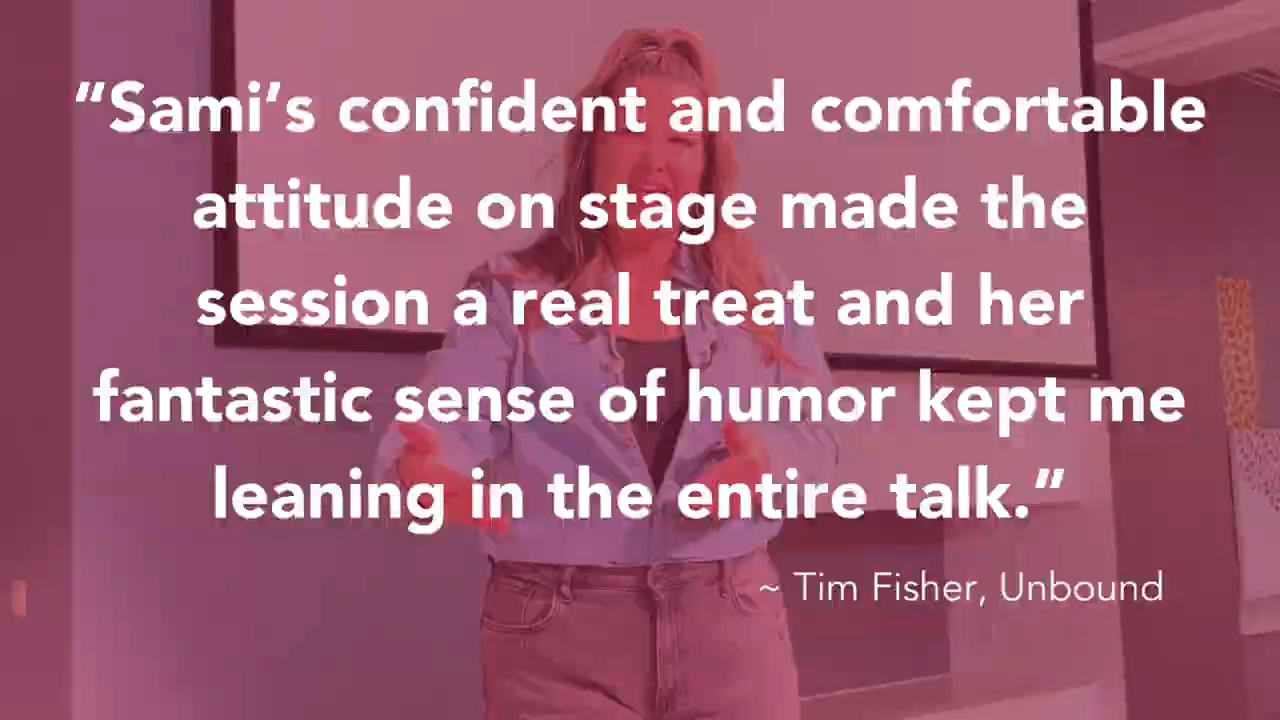 “Sami’s confident and comfortable
attitude on stage made the
session a real treat and her
fantastic sense of humor kept me
leaning in the entire talk.”
~ Tim Fisher, Unbound